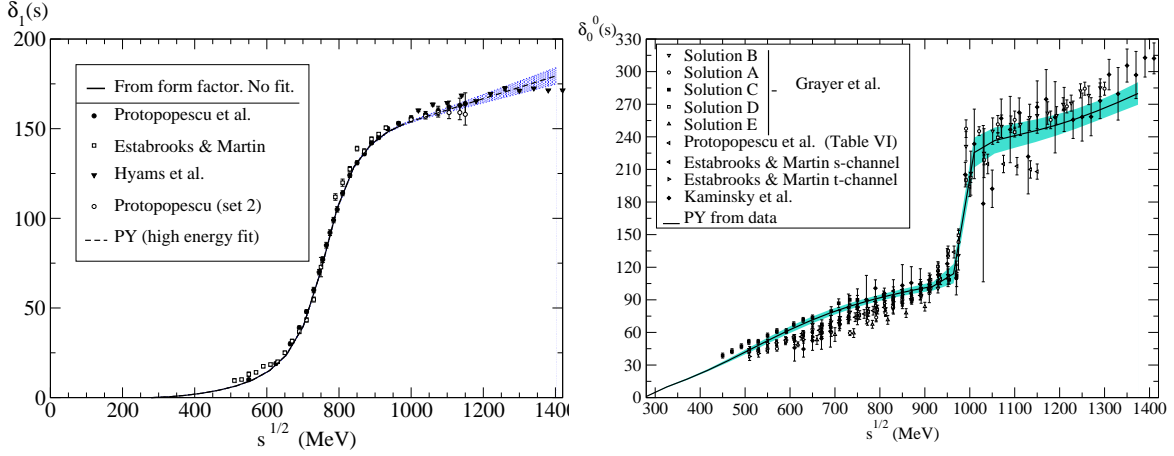 δ₁(s)
200
150
100
50
0
From form factor. No fit.
Protopopescu et al.
Estabrooks & Martin
Hyams et al.
Protopopescu (set 2)
PY (high energy fit)
0 200 400 600 800 1000 1200 1400
s^1/2 (MeV)
δ₀⁰(s)
330
300
270
240
210
180
150
120
90
60
30
0
Solution B
Solution A
Solution C
Solution D
Solution E
Grayer et al.
Protopopescu et al. (Table VI)
Estabrooks & Martin s-channel
Estabrooks & Martin t-channel
Kaminsky et al.
PY from data
300 400 500 600 700 800 900 1000 1100 1200 1300 1400
s^1/2 (MeV)